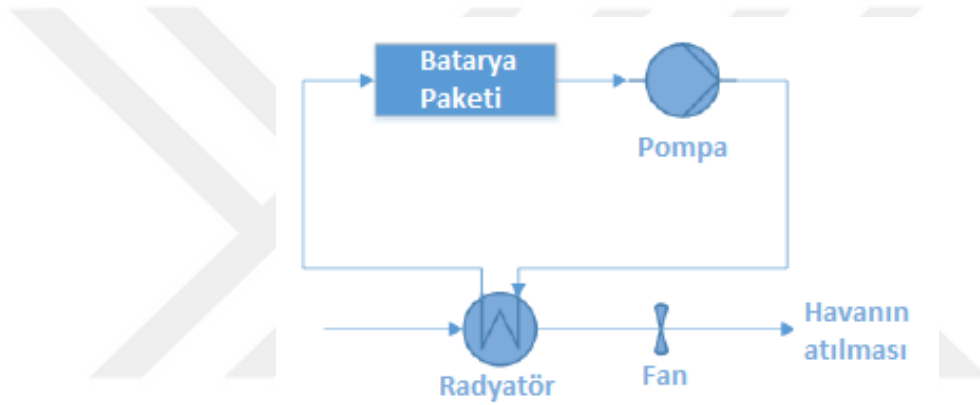 Batarya
Paketi
Pompa
Havanın
atılması
Radyatör
Fan